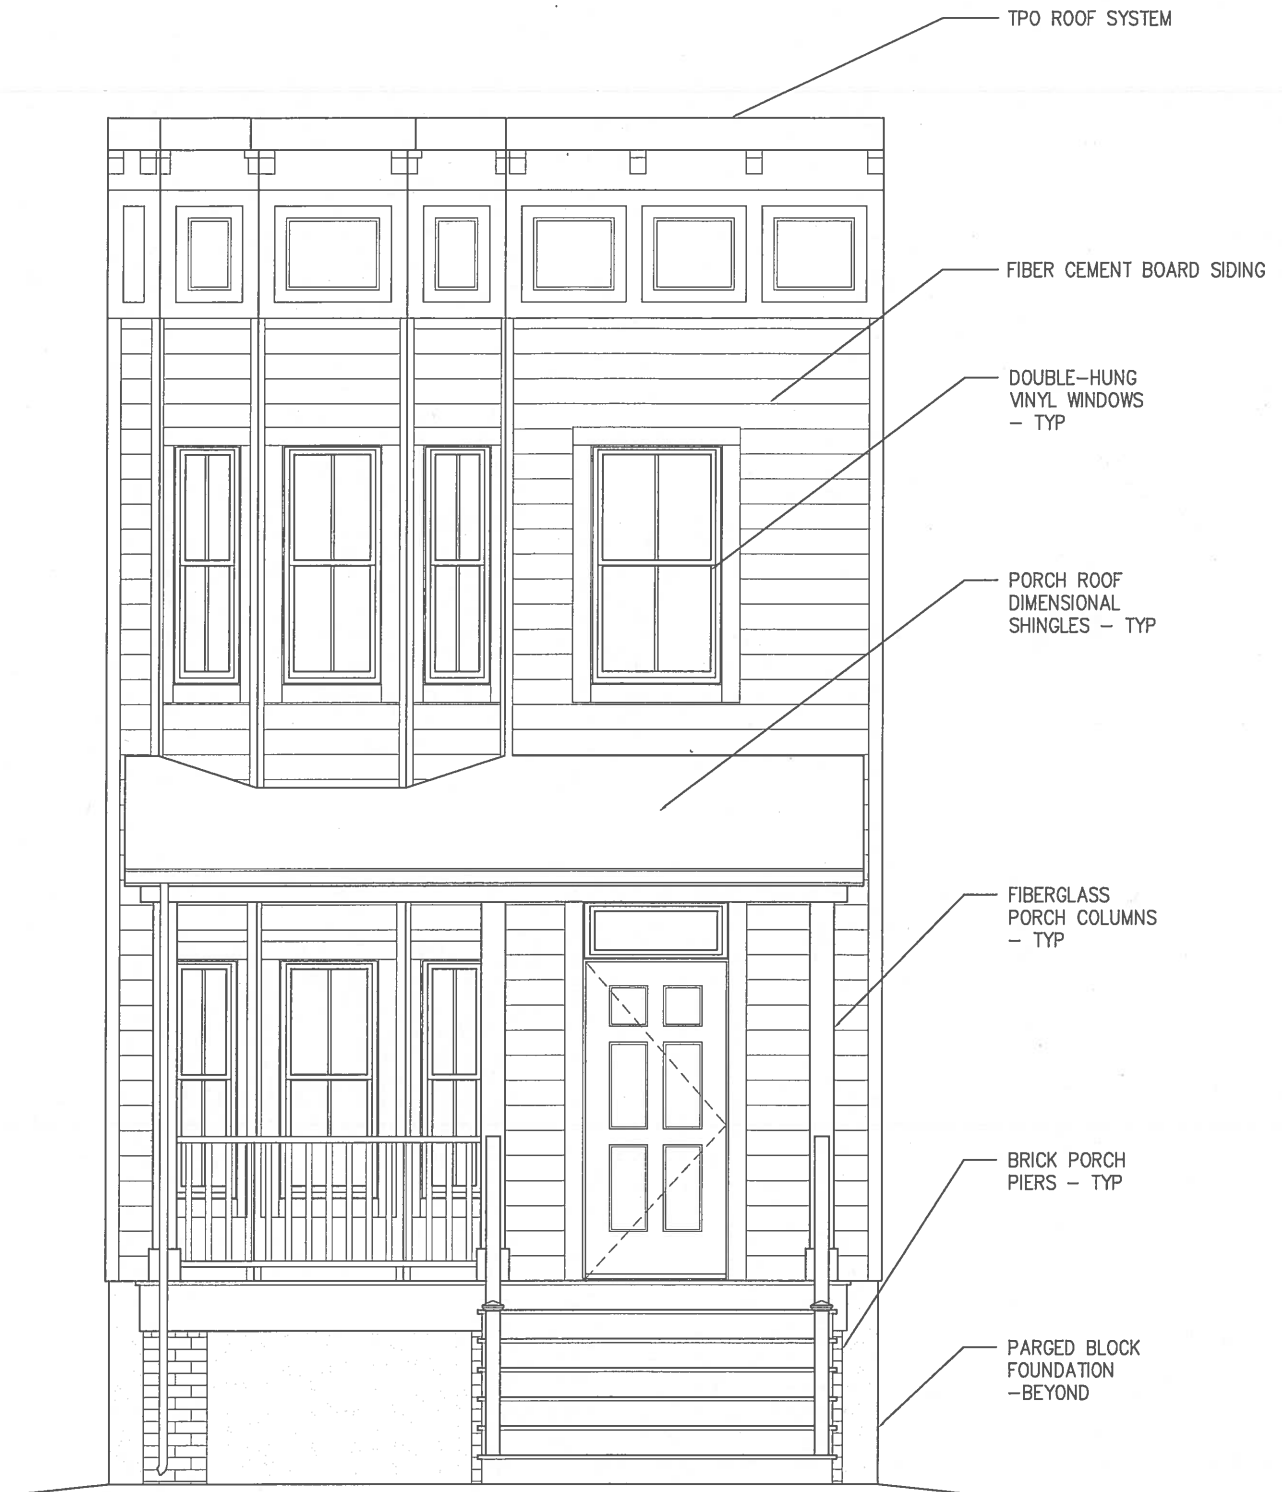 TPO ROOF SYSTEM
FIBER CEMENT BOARD SIDING
DOUBLE-HUNG
VINYL WINDOWS
- TYP
PORCH ROOF
DIMENSIONAL
SHINGLES - TYP
FIBERGLASS
PORCH COLUMNS
- TYP
BRICK PORCH
PIERS - TYP
PARGED BLOCK
FOUNDATION
-BEYOND